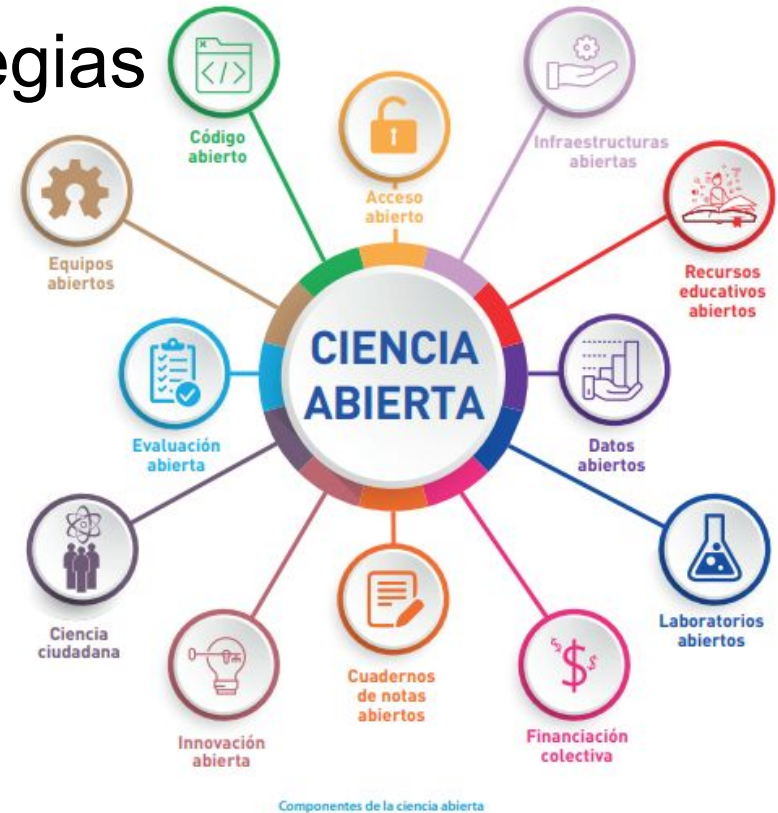 egias
Código
abierto
Acceso
abierto
Infraestructuras
abiertas
Equipos
abiertos
Recursos
educativos
abiertos
CIENCIA
ABIERTA
Evaluación
abierta
Datos
abiertos
Ciencia
ciudadana
Laboratorios
abiertos
Innovación
abierta
Cuadernos
de notas
abiertos
Financiación
colectiva
Componentes de la ciencia abierta